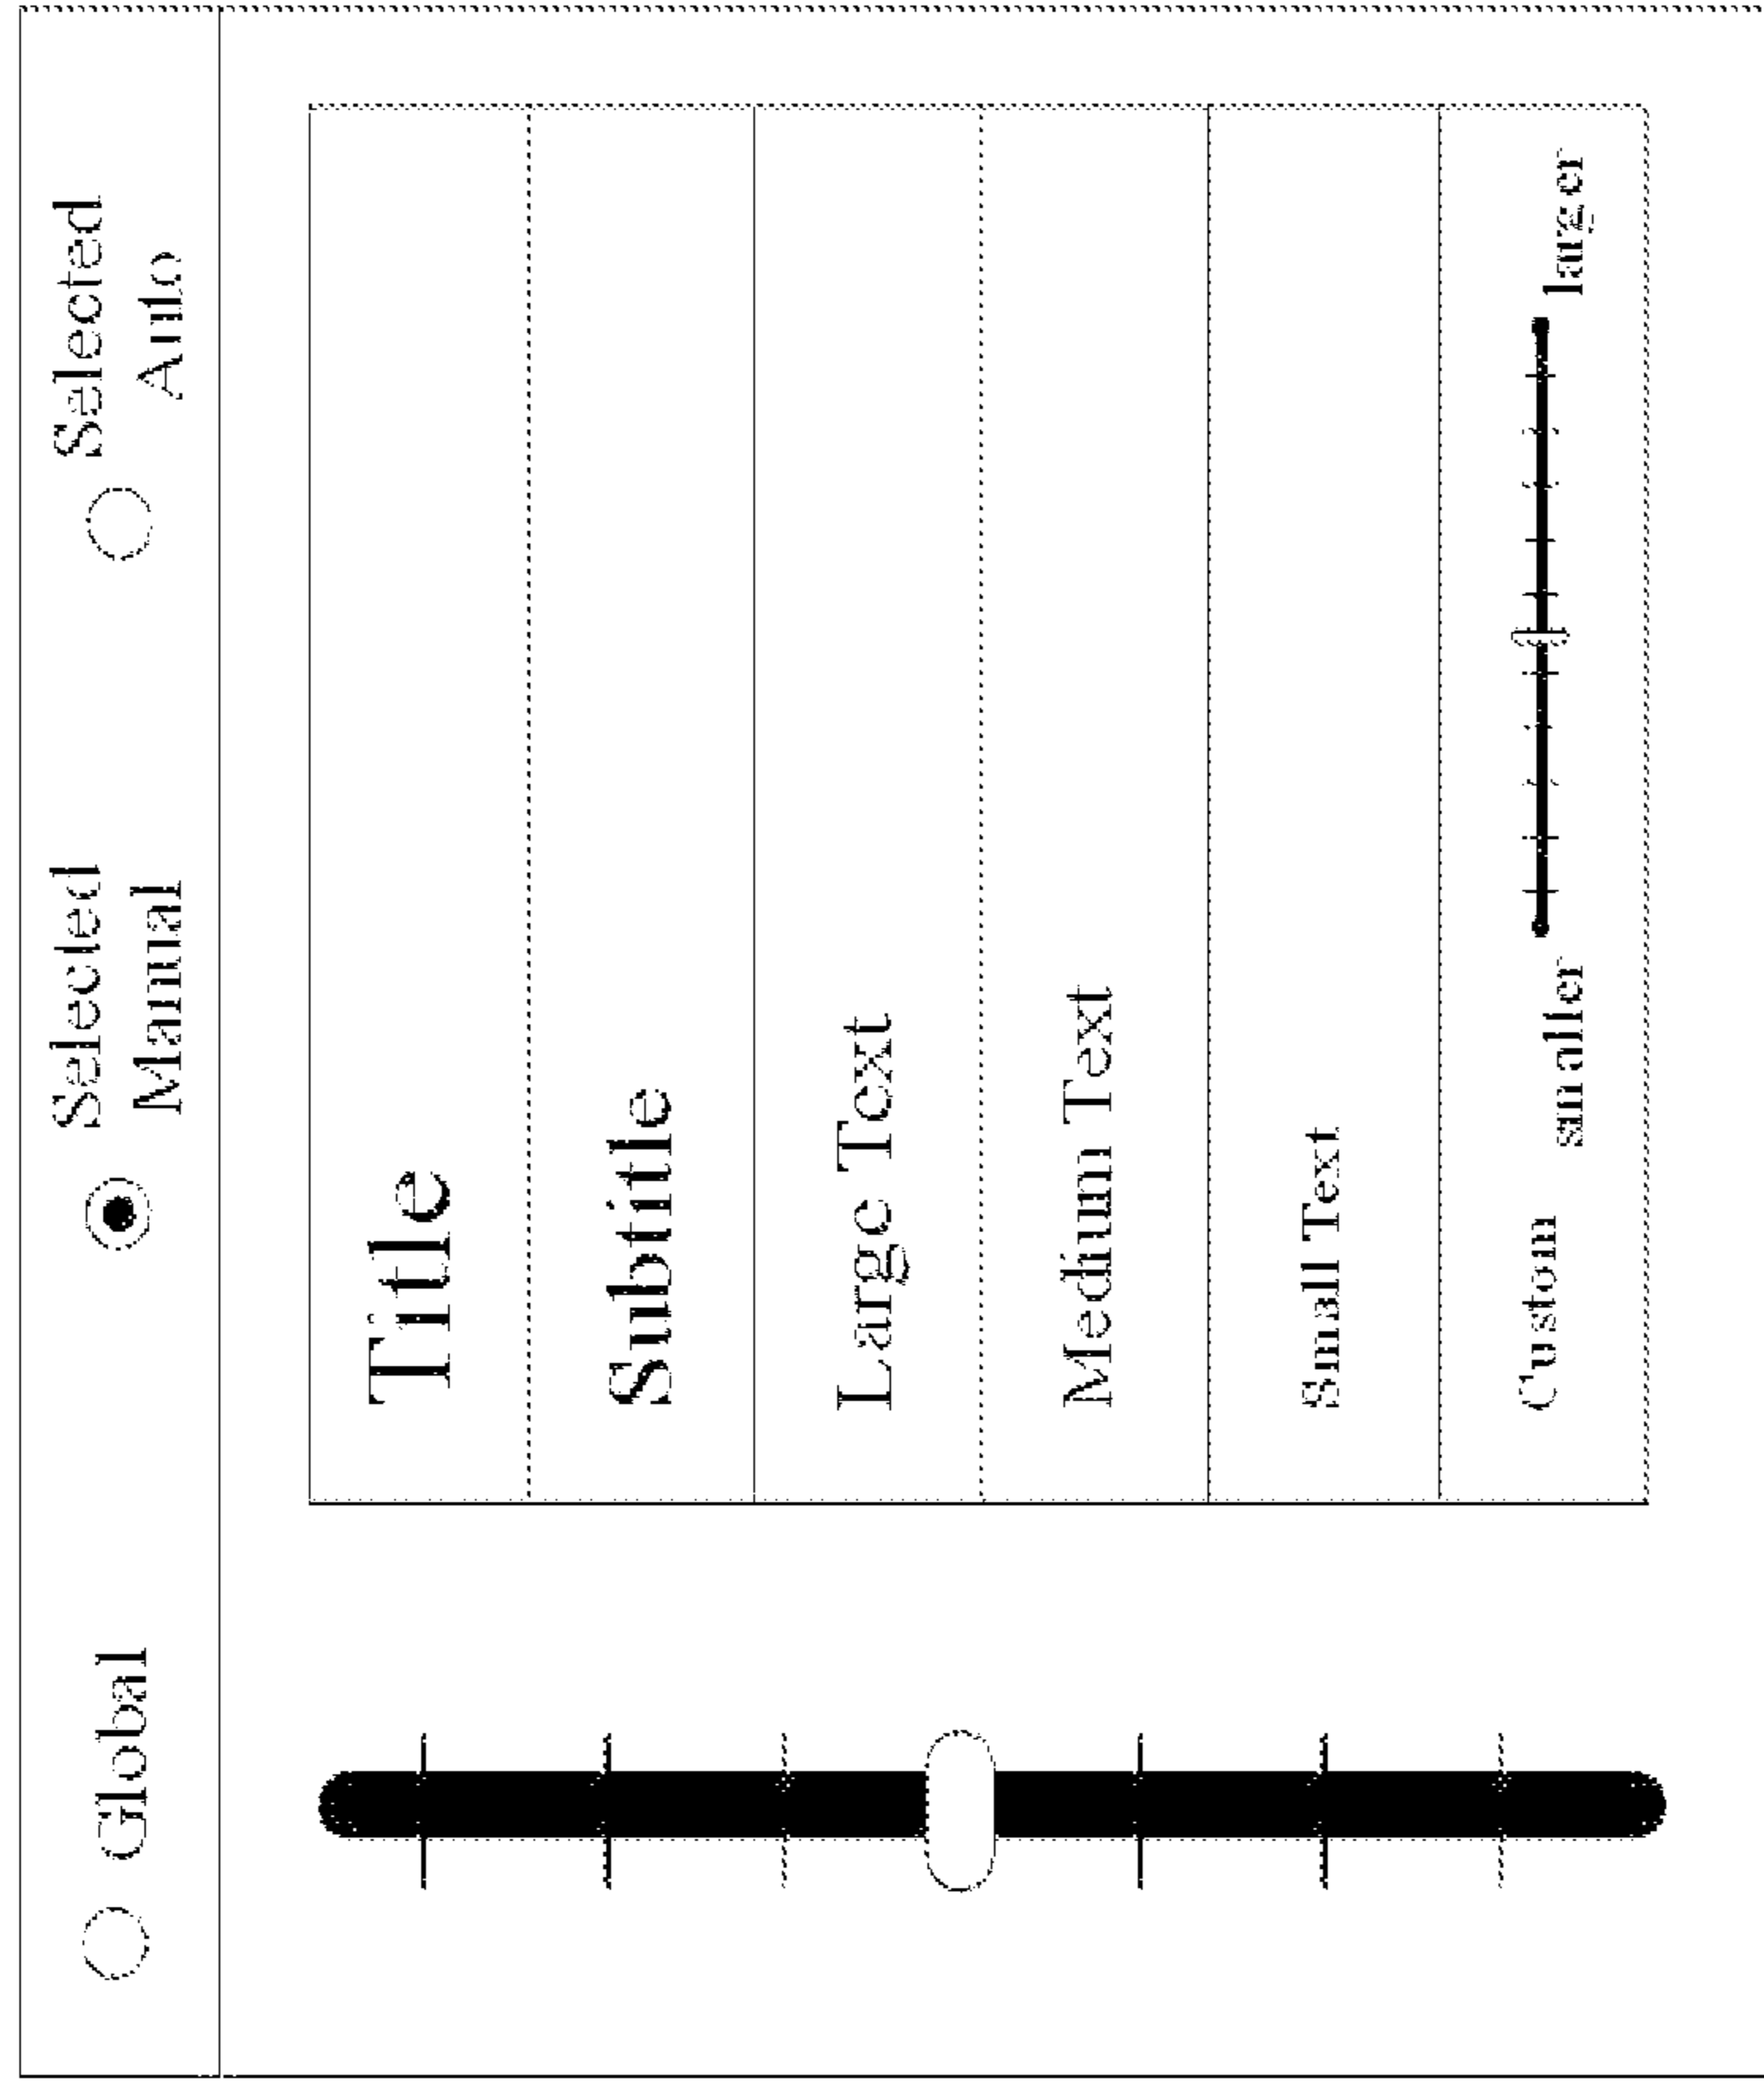 Global
Selected
Manual
Selected
Auto
Title
Subtitle
Large Text
Medium Text
Small Text
Custom
smaller
larger